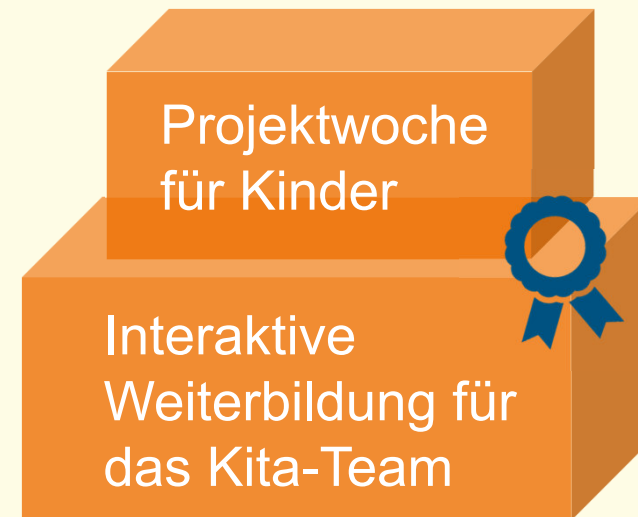 Projektwoche
für Kinder
Interaktive
Weiterbildung für
das Kita-Team